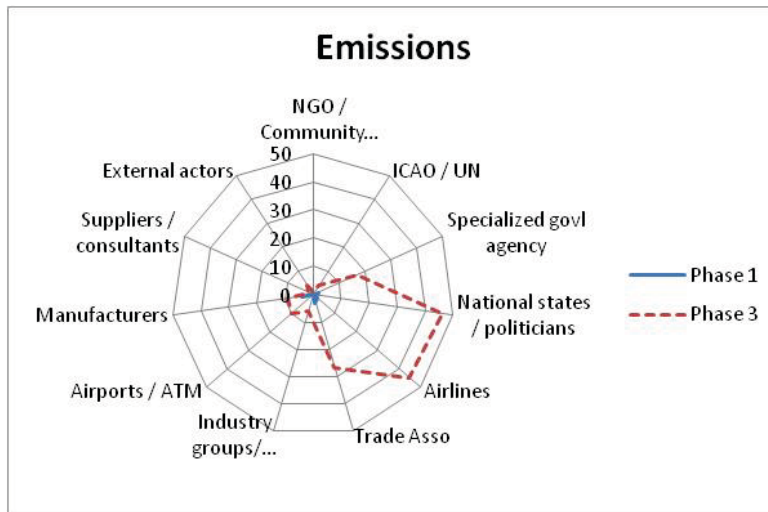 Emissions
NGO /
Community...
50
40
30
20
10
0
ICAO / UN
Specialized govl
agency
National states
/ politicians
Airlines
Trade Asso
Industry
groups/...
Airports / ATM
Manufacturers
Suppliers /
consultants
External actors
Phase 1
Phase 3